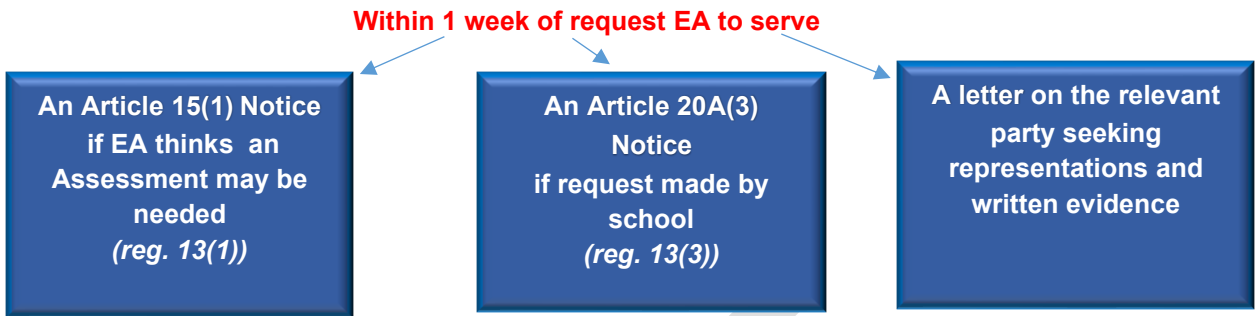 Within 1 week of request EA to serve
An Article 15(1) Notice
if EA thinks an
Assessment may be
needed
(reg. 13(1))
An Article 20A(3)
Notice
if request made by
school
(reg. 13(3))
A letter on the relevant
party seeking
representations and
written evidence